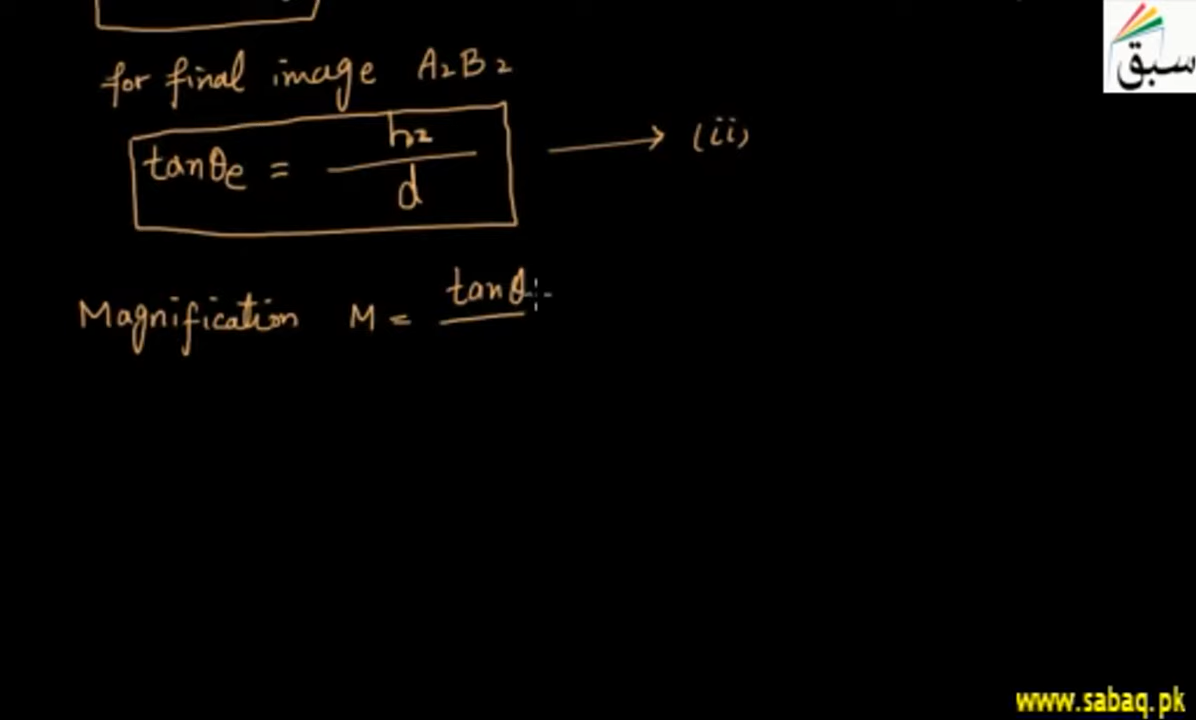 سبق
for final image A₂B₂
tanθe = h₂/d → (ii)
Magnification M = tanθ
www.sabaq.pk